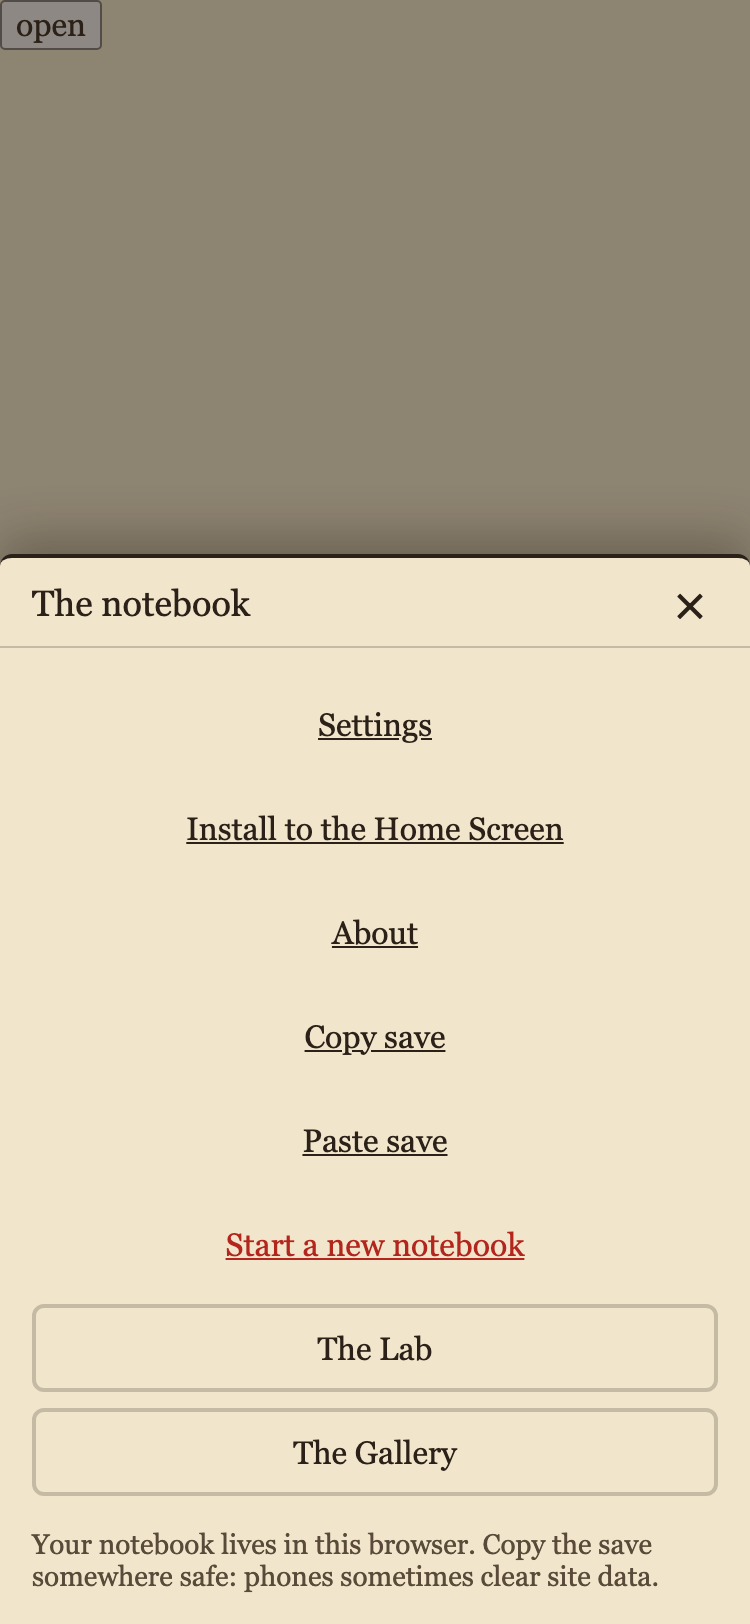 open
The notebook
Settings
Install to the Home Screen
About
Copy save
Paste save
Start a new notebook
The Lab
The Gallery
Your notebook lives in this browser. Copy the save
somewhere safe: phones sometimes clear site data.